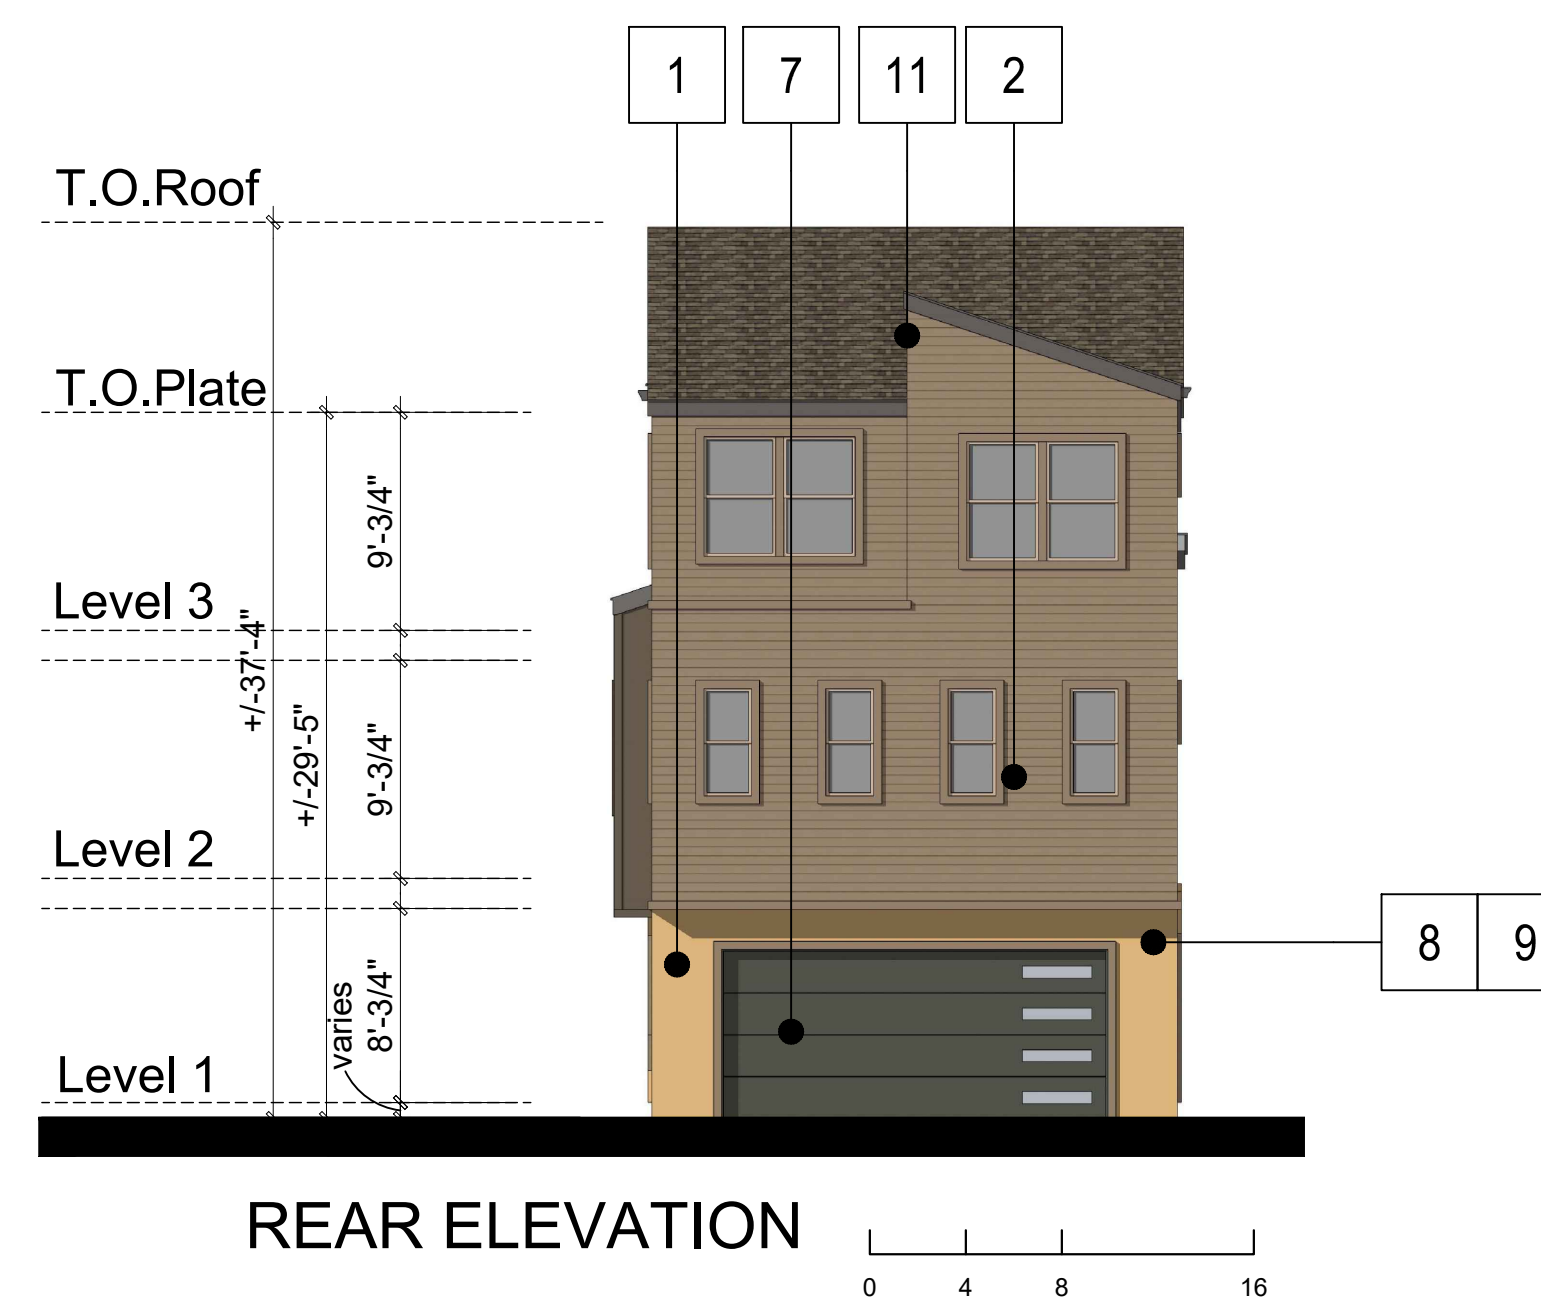 1 7 11 2
T.O.Roof
T.O.Plate
9'-3/4"
Level 3
+/-37'-4"
+/-29'-5"
9'-3/4"
Level 2
8 9
varies
8'-3/4"
Level 1
REAR ELEVATION
0 4 8 16